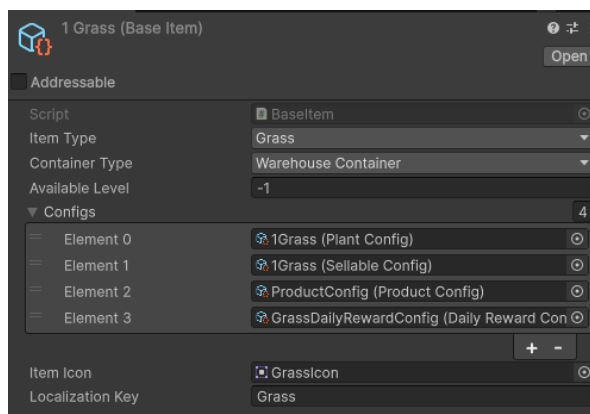 1 Grass (Base Item)
Open
Addressable
Script BaseItem
Item Type Grass
Container Type Warehouse Container
Available Level -1
Configs 4
Element 0 1Grass (Plant Config)
Element 1 1Grass (Sellable Config)
Element 2 ProductConfig (Product Config)
Element 3 GrassDailyRewardConfig (Daily Reward Con
+ -
Item Icon GrassIcon
Localization Key Grass